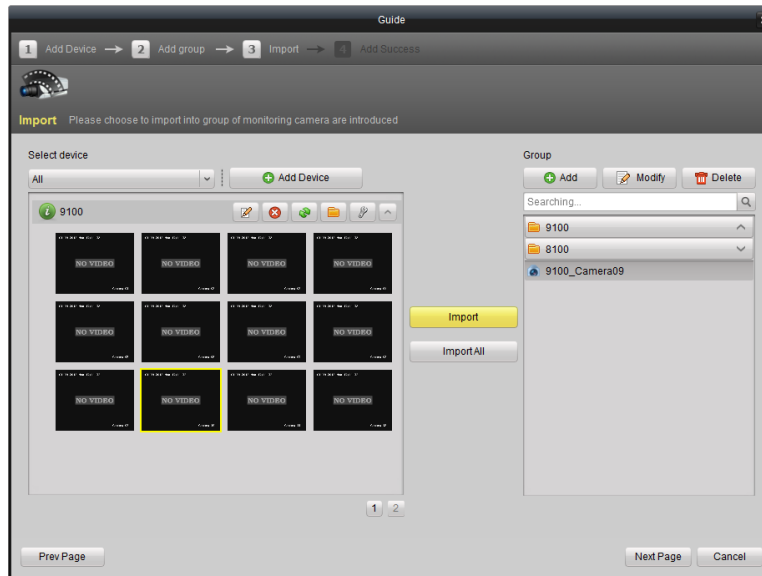 Guide
1 Add Device → 2 Add group → 3 Import → 4 Add Success
Import Please choose to import into group of monitoring camera are introduced
Select device
Group
All
Add Device
Add Modify Delete
Searching...
9100
9100
8100
9100_Camera09
NO VIDEO NO VIDEO NO VIDEO NO VIDEO
NO VIDEO NO VIDEO NO VIDEO NO VIDEO
NO VIDEO NO VIDEO NO VIDEO NO VIDEO
Import
Import All
1 2
Prev Page
Next Page Cancel